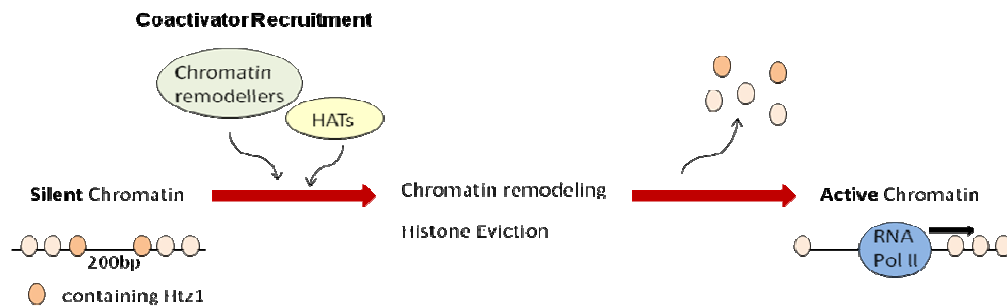 Coactivator Recruitment
Chromatin
remodellers
HATs
Silent Chromatin
Chromatin remodeling
Histone Eviction
Active Chromatin
200bp
RNA
Pol II
containing Htz1